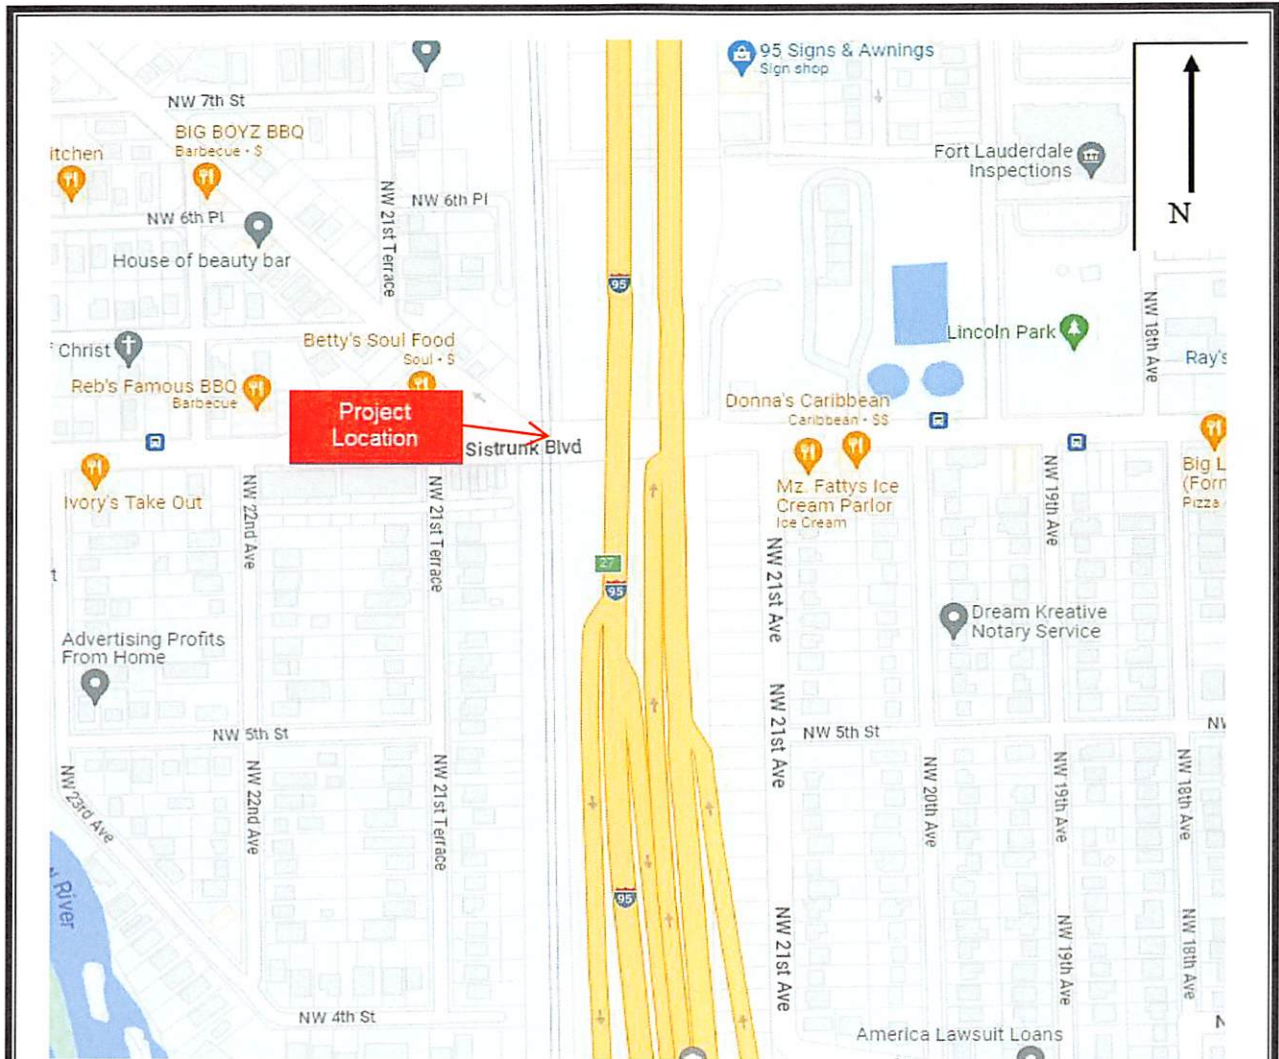 95 Signs & Awnings
Sign shop
NW 7th St
BIG BOYZ BBQ
Barbecue · $
itchen
Fort Lauderdale
Inspections
NW 21st Terrace
NW 6th Pl
N
NW 6th Pl
House of beauty bar
95
NW 18th Ave
Lincoln Park
Betty's Soul Food
Soul · $
Christ
Ray's
Reb's Famous BBQ
Barbecue
Donna's Caribbean
Caribbean · $$
Project
Location
Sistrunk Blvd
Ivory's Take Out
Mz. Fattys Ice
Cream Parlor
Ice Cream
Big L
(Forn
Pizza
NW 22nd Ave
NW 21st Terrace
NW 19th Ave
NW 21st Ave
27
95
Dream Kreative
Notary Service
Advertising Profits
From Home
NW 21st Ave
NW 5th St
NW 5th St
NW 23rd Ave
NW 22nd Ave
NW 21st Terrace
NW 20th Ave
NW 19th Ave
NW 18th Ave
River
95
NW 21st Ave
NW 19th Ave
NW 18th Ave
NW 4th St
America Lawsuit Loans